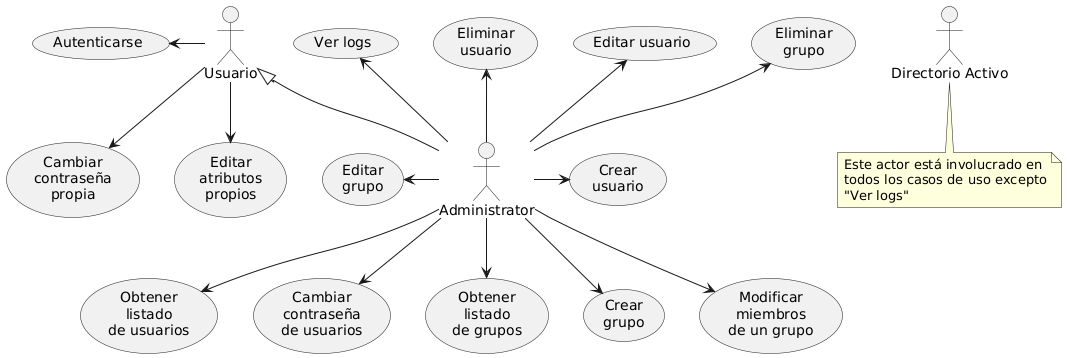 Autenticarse
Usuario
Ver logs
Eliminar
usuario
Editar usuario
Eliminar
grupo
Directorio Activo
Cambiar
contraseña
propia
Editar
atributos
propios
Editar
grupo
Administrator
Crear
usuario
Este actor está involucrado en
todos los casos de uso excepto
"Ver logs"
Obtener
listado
de usuarios
Cambiar
contraseña
de usuarios
Obtener
listado
de grupos
Crear
grupo
Modificar
miembros
de un grupo